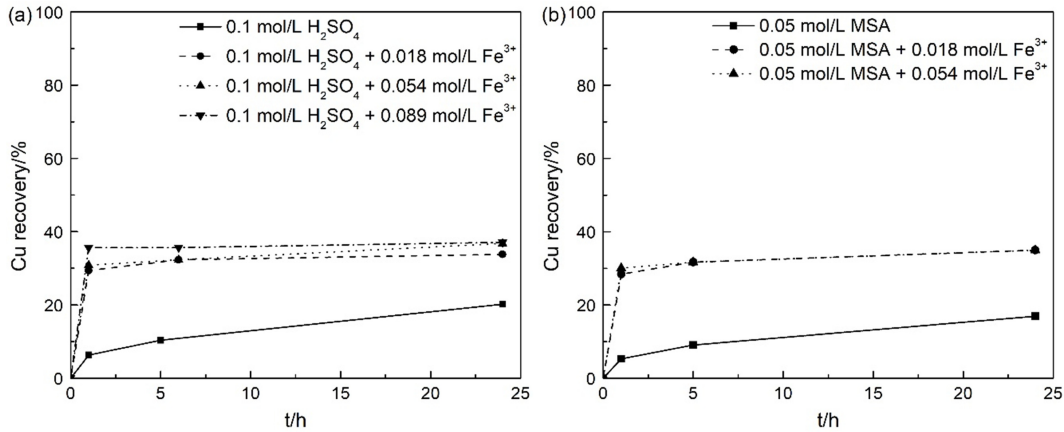 (a)
0.1 mol/L H₂SO₄
0.1 mol/L H₂SO₄ + 0.018 mol/L Fe³⁺
0.1 mol/L H₂SO₄ + 0.054 mol/L Fe³⁺
0.1 mol/L H₂SO₄ + 0.089 mol/L Fe³⁺
Cu recovery/%
100
80
60
40
20
0
0 5 10 15 20 25
t/h
(b)
0.05 mol/L MSA
0.05 mol/L MSA + 0.018 mol/L Fe³⁺
0.05 mol/L MSA + 0.054 mol/L Fe³⁺
Cu recovery/%
100
80
60
40
20
0
0 5 10 15 20 25
t/h